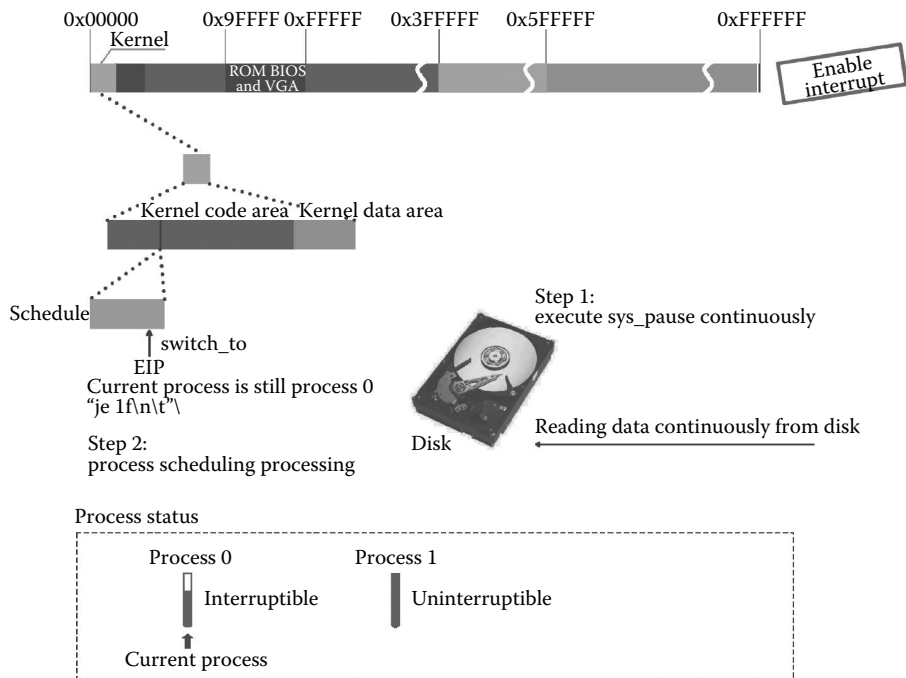 0x00000 0x9FFFF 0xFFFFF 0x3FFFFF 0x5FFFFF 0xFFFFFF
Kernel
ROM BIOS
and VGA
Enable
interrupt
Kernel code area Kernel data area
Schedule
switch_to
EIP
Current process is still process 0
“je 1f\n\t”\
Step 2:
process scheduling processing
Step 1:
execute sys_pause continuously
Disk
Reading data continuously from disk
Process status
Process 0 Process 1
Interruptible Uninterruptible
Current process